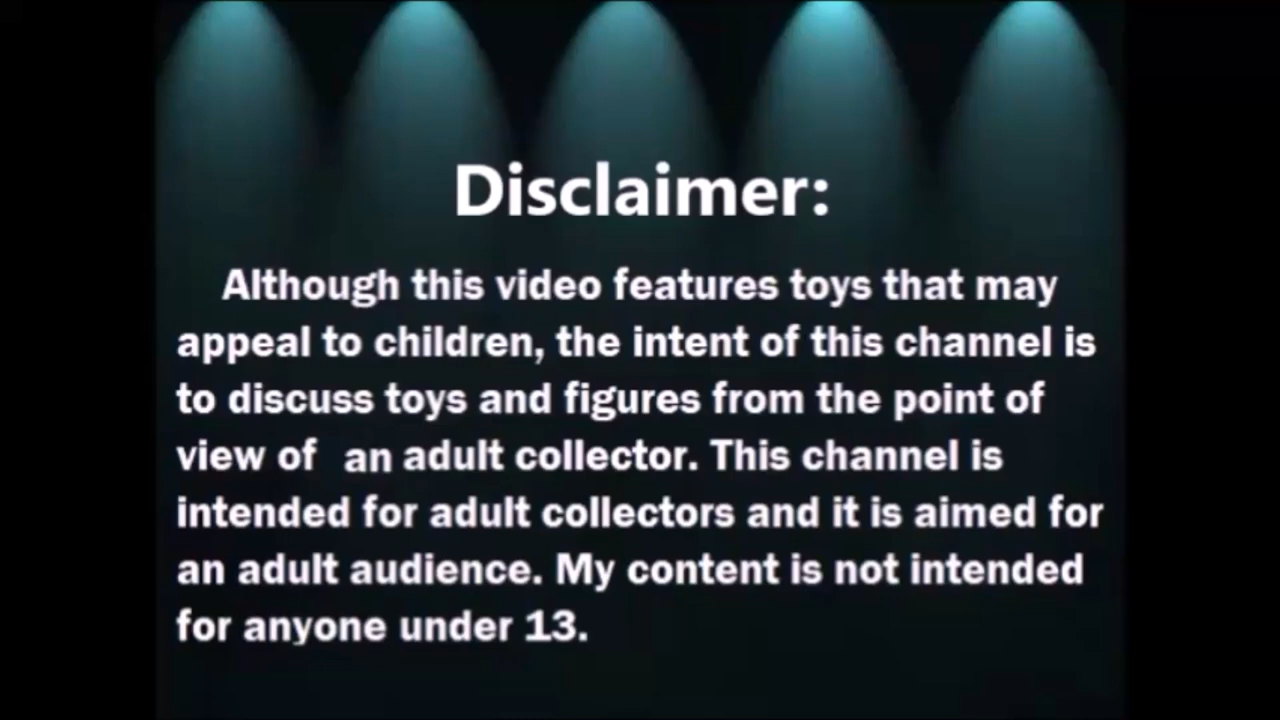 Disclaimer:
Although this video features toys that may
appeal to children, the intent of this channel is
to discuss toys and figures from the point of
view of an adult collector. This channel is
intended for adult collectors and it is aimed for
an adult audience. My content is not intended
for anyone under 13.